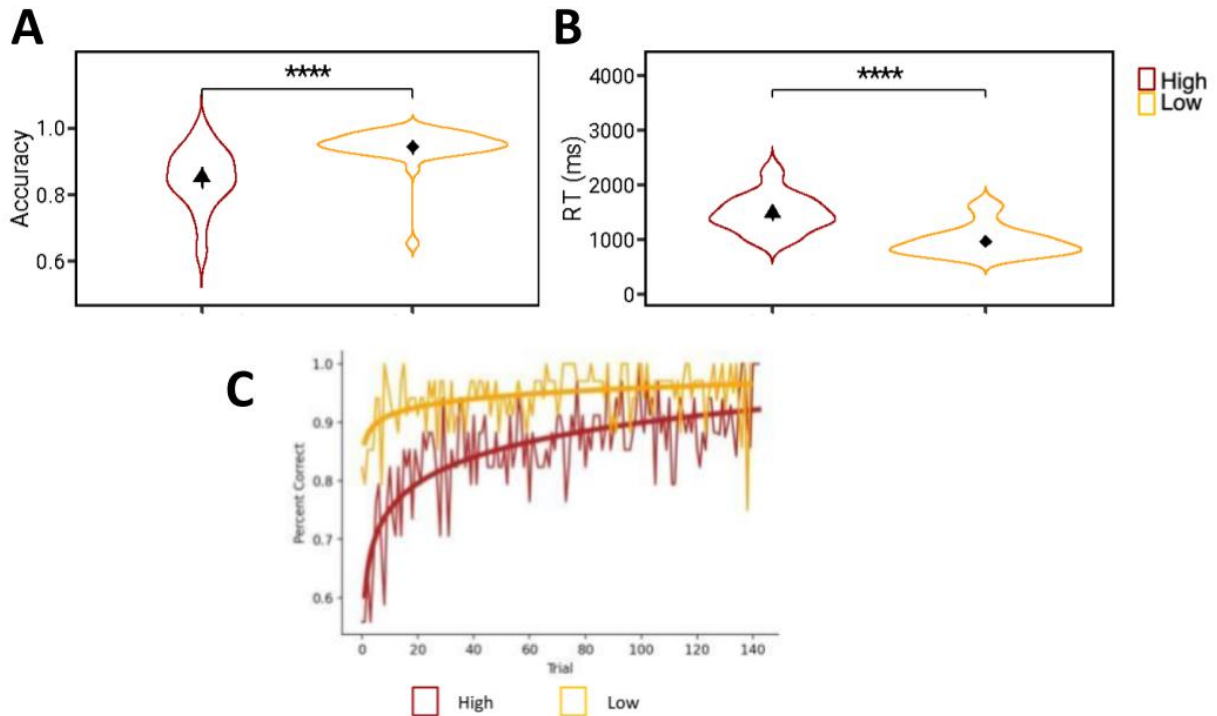 A
B
****
****
Accuracy
1.0
0.8
0.6
RT (ms)
4000
3000
2000
1000
0
High
Low
C
Percent Correct
1.0
0.9
0.8
0.7
0.6
0 20 40 60 80 100 120 140
Trial
High Low